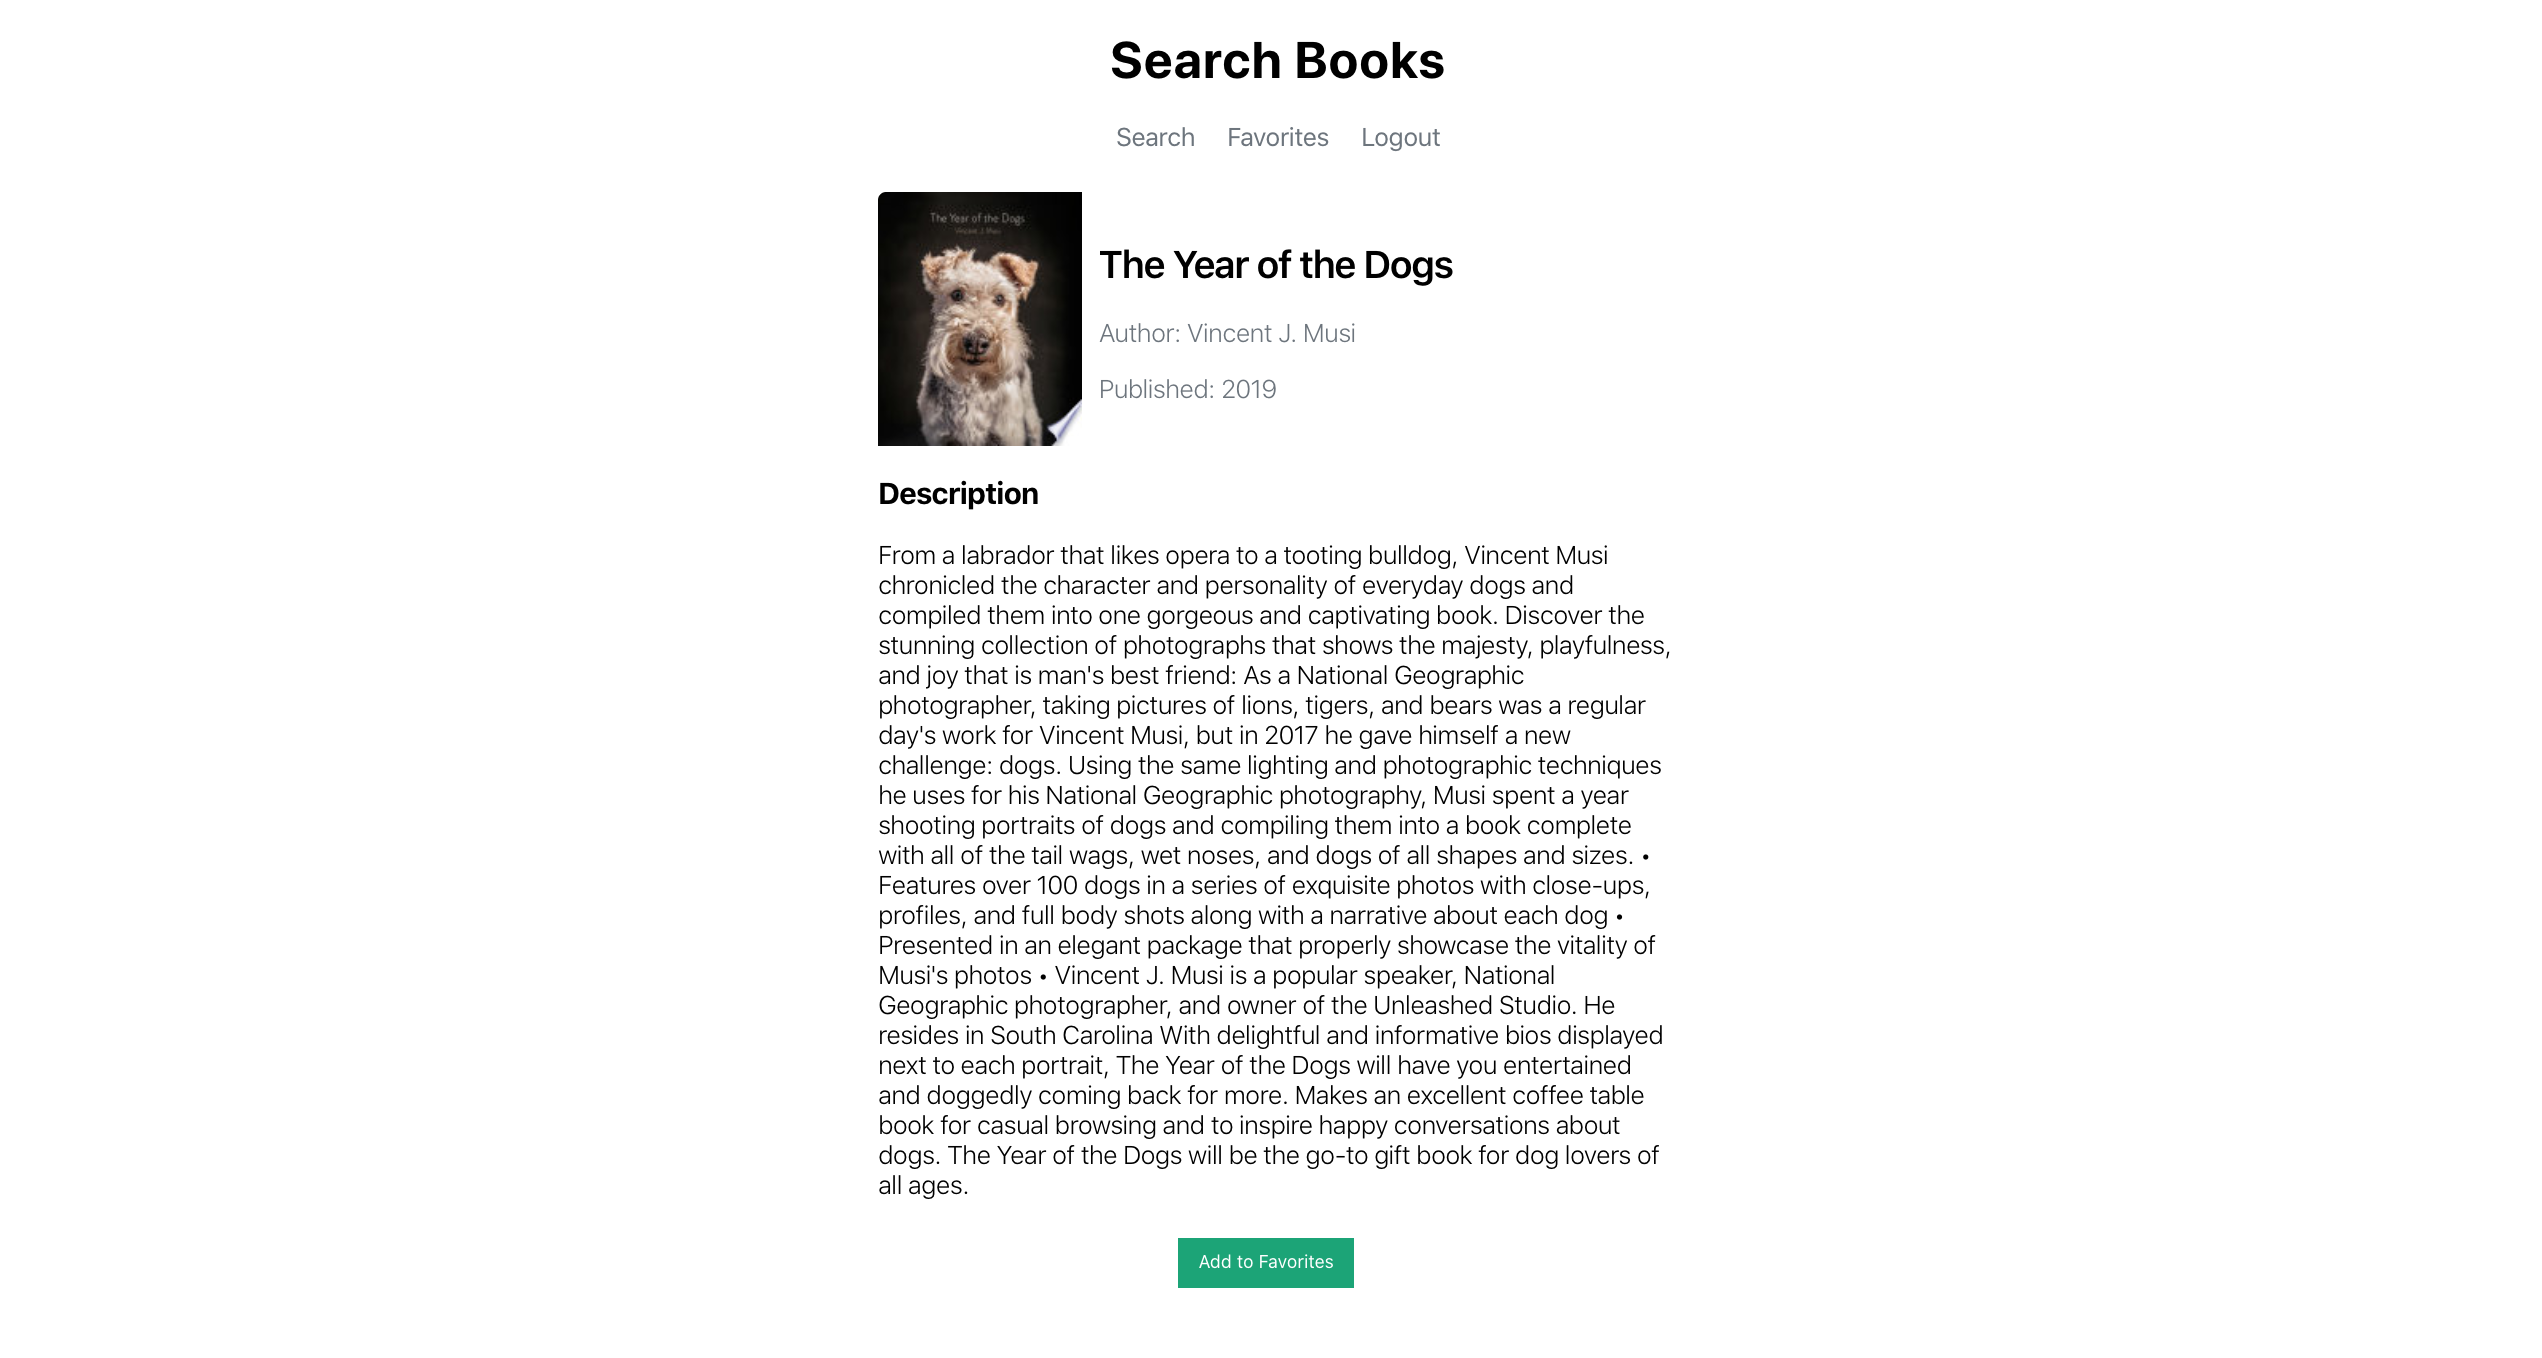 Search Books
Search Favorites Logout
The Year of the Dogs
Vincent J. Musi
The Year of the Dogs
Author: Vincent J. Musi
Published: 2019
Description
From a labrador that likes opera to a tooting bulldog, Vincent Musi
chronicled the character and personality of everyday dogs and
compiled them into one gorgeous and captivating book. Discover the
stunning collection of photographs that shows the majesty, playfulness,
and joy that is man's best friend: As a National Geographic
photographer, taking pictures of lions, tigers, and bears was a regular
day's work for Vincent Musi, but in 2017 he gave himself a new
challenge: dogs. Using the same lighting and photographic techniques
he uses for his National Geographic photography, Musi spent a year
shooting portraits of dogs and compiling them into a book complete
with all of the tail wags, wet noses, and dogs of all shapes and sizes. •
Features over 100 dogs in a series of exquisite photos with close-ups,
profiles, and full body shots along with a narrative about each dog •
Presented in an elegant package that properly showcase the vitality of
Musi's photos • Vincent J. Musi is a popular speaker, National
Geographic photographer, and owner of the Unleashed Studio. He
resides in South Carolina With delightful and informative bios displayed
next to each portrait, The Year of the Dogs will have you entertained
and doggedly coming back for more. Makes an excellent coffee table
book for casual browsing and to inspire happy conversations about
dogs. The Year of the Dogs will be the go-to gift book for dog lovers of
all ages.
Add to Favorites